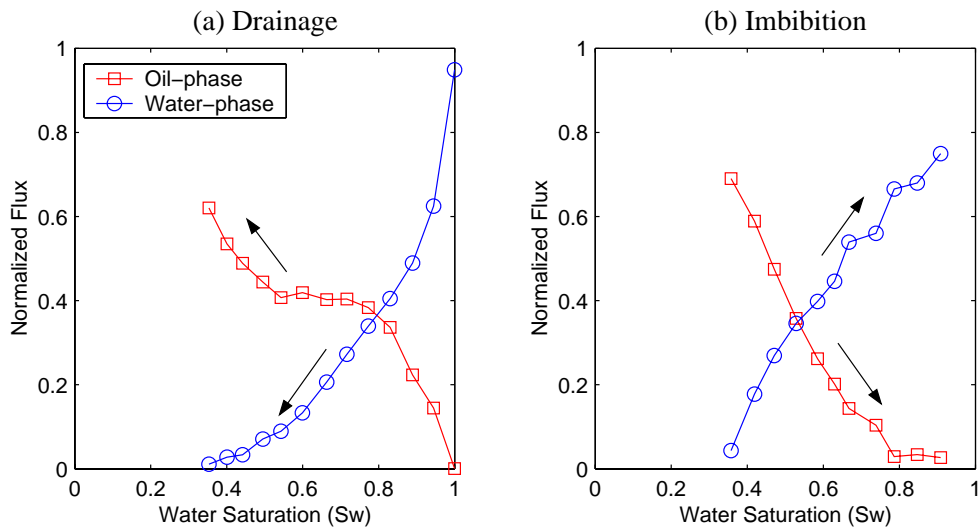 (a) Drainage
(b) Imbibition
1
0.8
0.6
0.4
0.2
0
Normalized Flux
Oil−phase
Water−phase
0 0.2 0.4 0.6 0.8 1
Water Saturation (Sw)
1
0.8
0.6
0.4
0.2
0
Normalized Flux
0 0.2 0.4 0.6 0.8 1
Water Saturation (Sw)